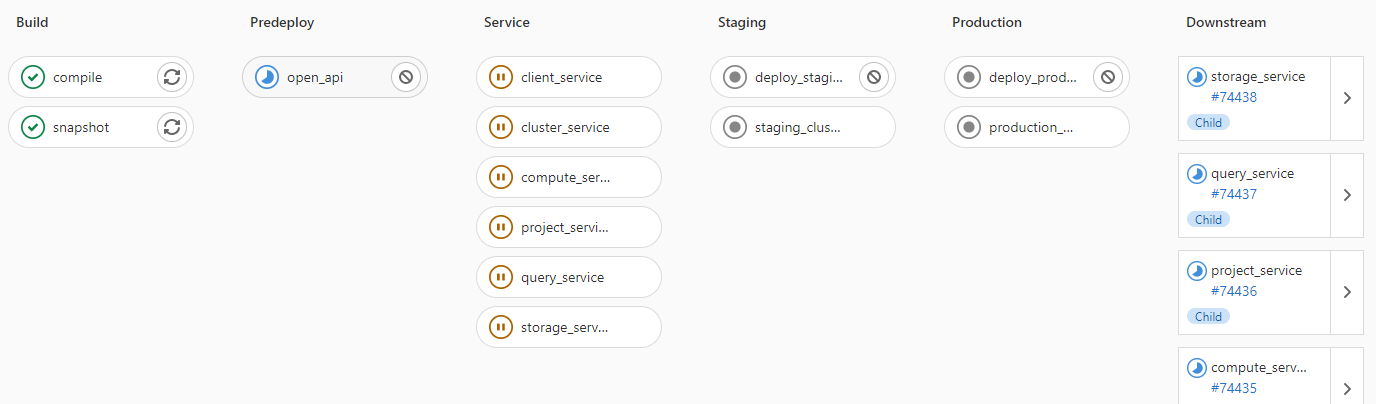 Build
compile
snapshot
Predeploy
open_api
Service
client_service
cluster_service
compute_ser...
project_servi...
query_service
storage_serv...
Staging
deploy_stagi...
staging_clus...
Production
deploy_prod...
production_...
Downstream
storage_service
#74438
Child
query_service
#74437
Child
project_service
#74436
Child
compute_serv...
#74435